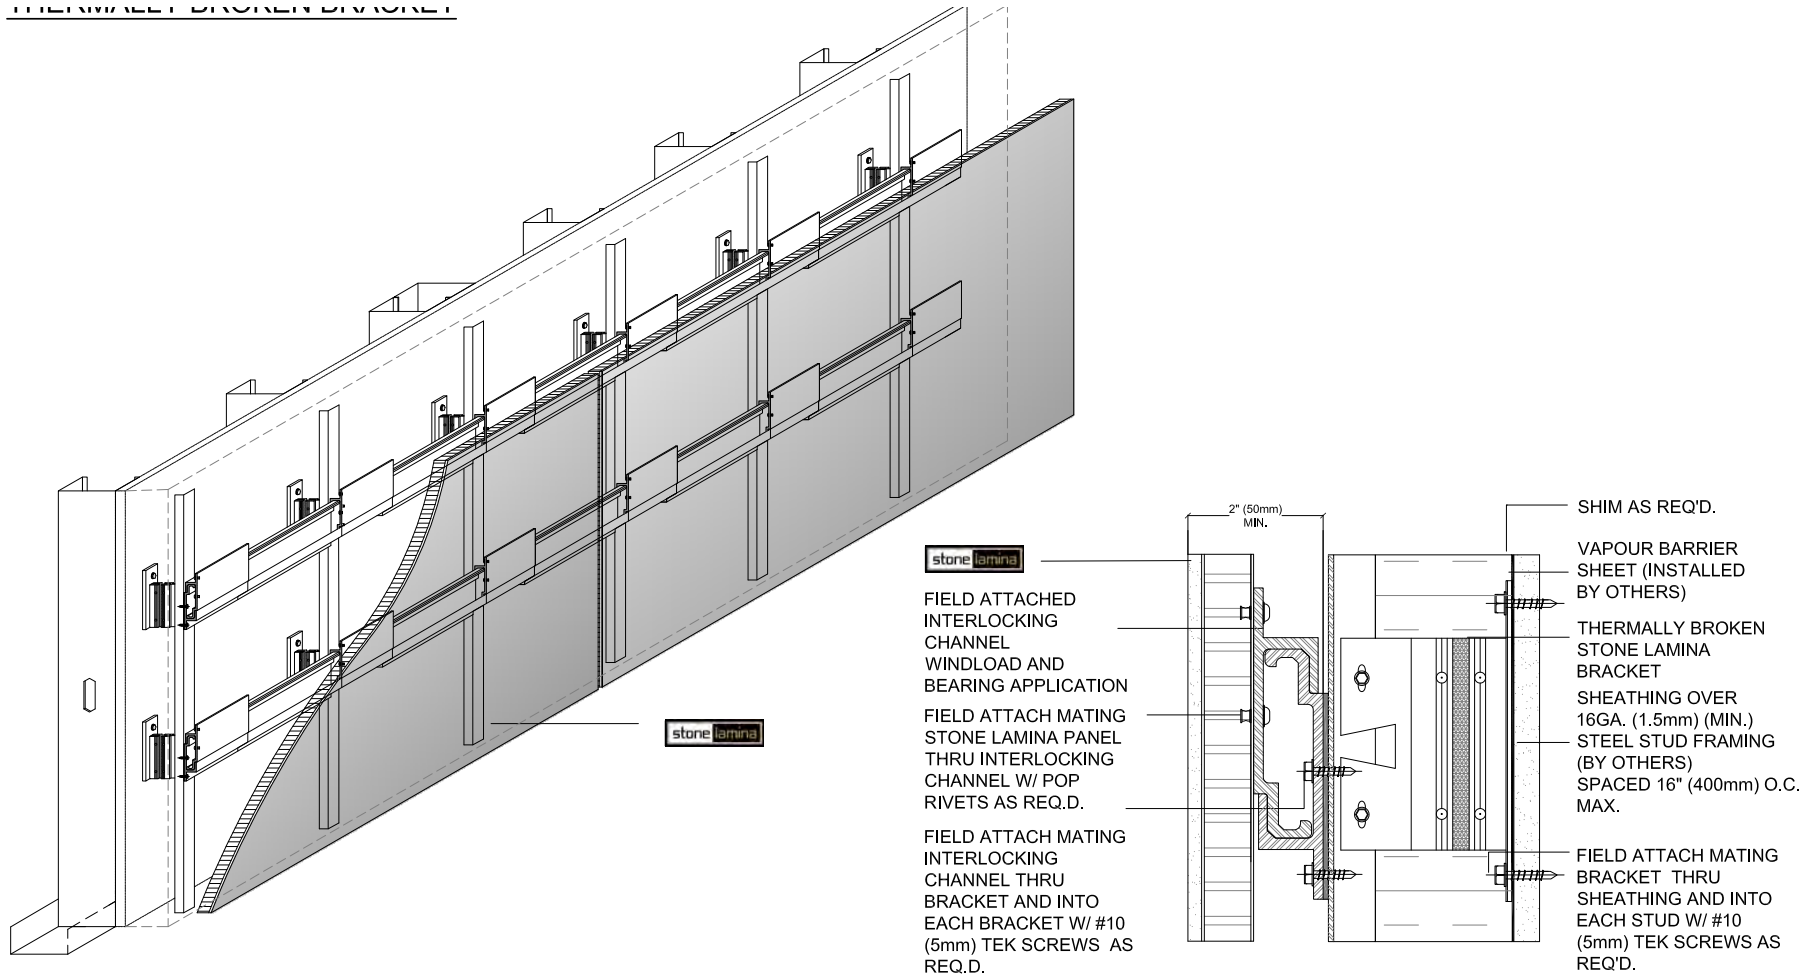 THERMALLY BROKEN BRACKET
stone lamina
2" (50mm)
MIN.
stone lamina
FIELD ATTACHED
INTERLOCKING
CHANNEL
WINDLOAD AND
BEARING APPLICATION
FIELD ATTACH MATING
STONE LAMINA PANEL
THRU INTERLOCKING
CHANNEL W/ POP
RIVETS AS REQ.D.
FIELD ATTACH MATING
INTERLOCKING
CHANNEL THRU
BRACKET AND INTO
EACH BRACKET W/ #10
(5mm) TEK SCREWS AS
REQ.D.
SHIM AS REQ'D.
VAPOUR BARRIER
SHEET (INSTALLED
BY OTHERS)
THERMALLY BROKEN
STONE LAMINA
BRACKET
SHEATHING OVER
16GA. (1.5mm) (MIN.)
STEEL STUD FRAMING
(BY OTHERS)
SPACED 16" (400mm) O.C.
MAX.
FIELD ATTACH MATING
BRACKET THRU
SHEATHING AND INTO
EACH STUD W/ #10
(5mm) TEK SCREWS AS
REQ'D.